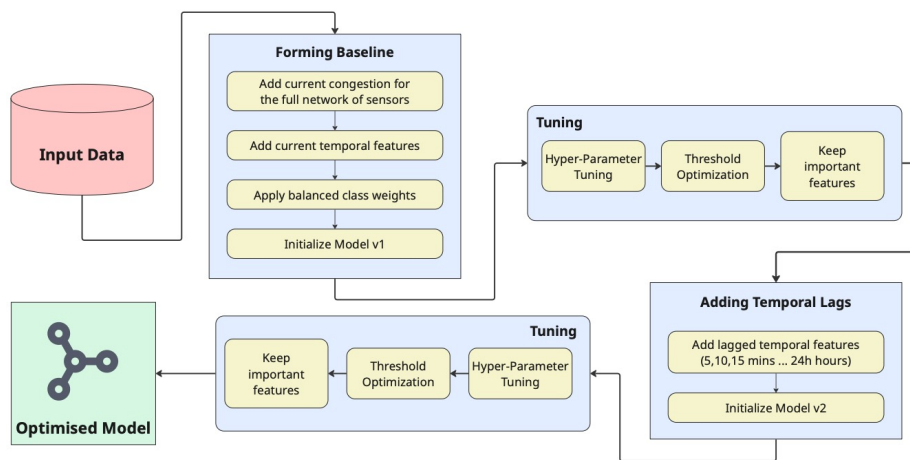 Input Data
Forming Baseline
Add current congestion for
the full network of sensors
Add current temporal features
Apply balanced class weights
Initialize Model v1
Tuning
Hyper-Parameter
Tuning
Threshold
Optimization
Keep
important
features
Adding Temporal Lags
Add lagged temporal features
(5,10,15 mins ... 24h hours)
Initialize Model v2
Tuning
Hyper-Parameter
Tuning
Threshold
Optimization
Keep
important
features
Optimised Model